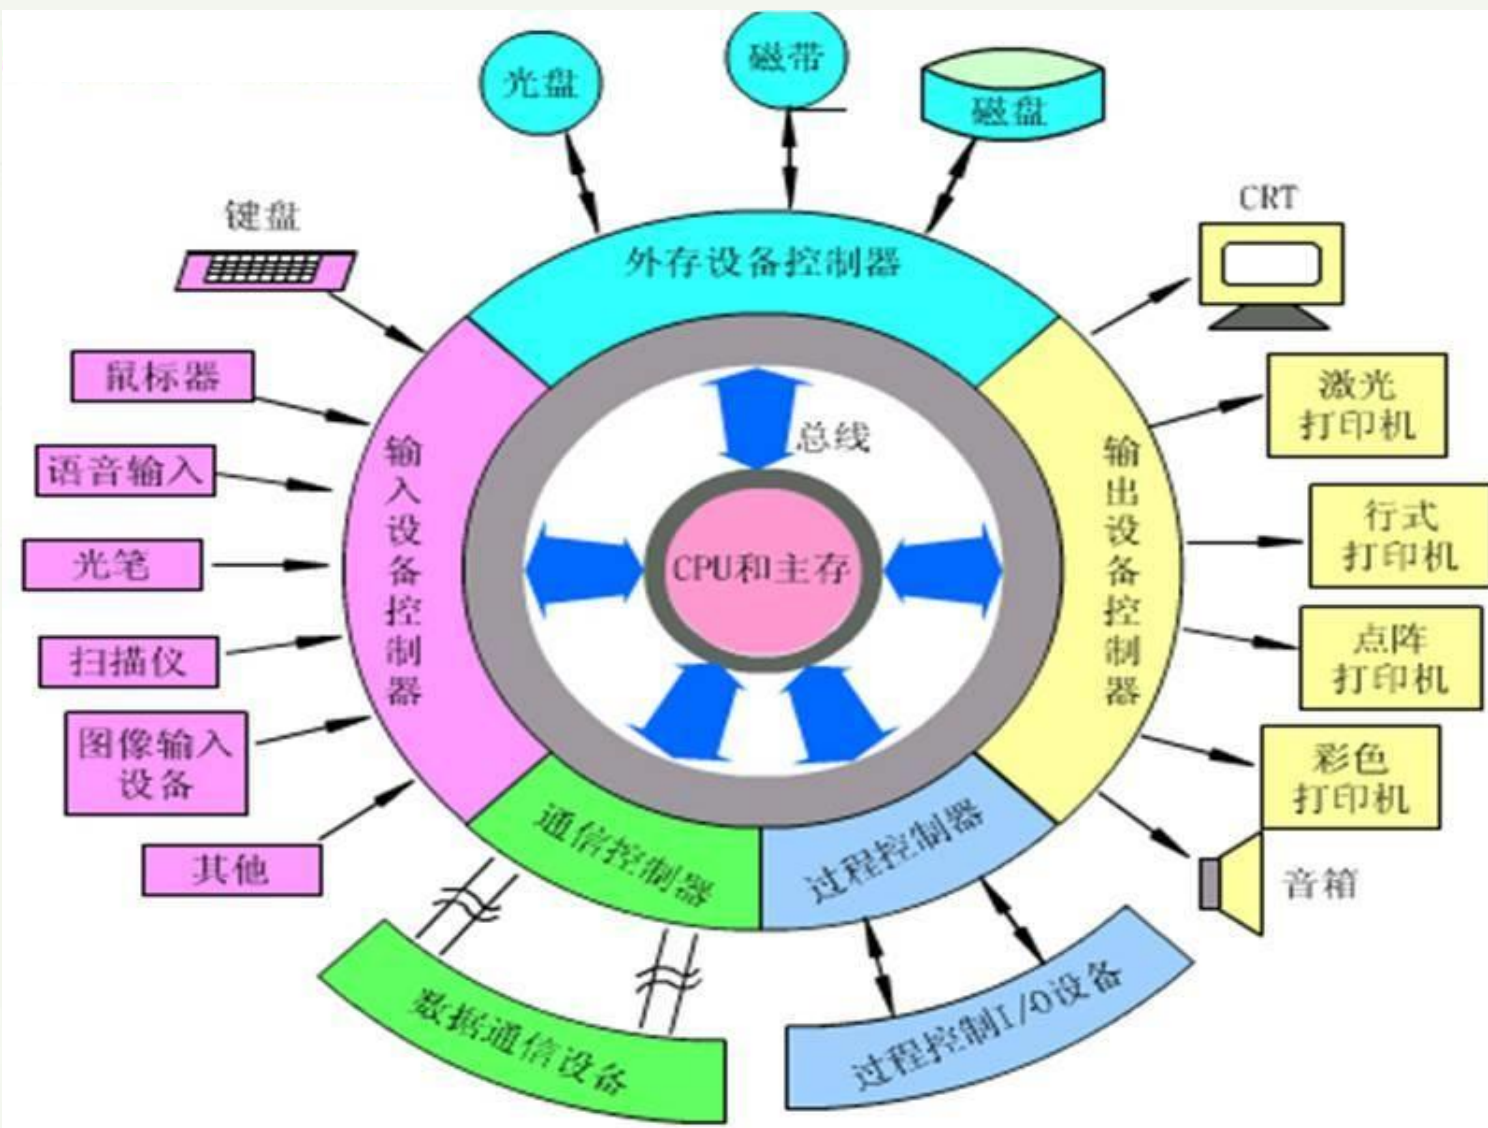 光盘
磁带
磁盘
键盘
CRT
外存设备控制器
鼠标器
激光
打印机
总线
语音输入
输入设备控制器
输出设备控制器
行式
打印机
光笔
CPU和主存
扫描仪
点阵
打印机
图像输入
设备
彩色
打印机
通信控制器
过程控制器
其他
音箱
数据通信设备
过程控制I/O设备